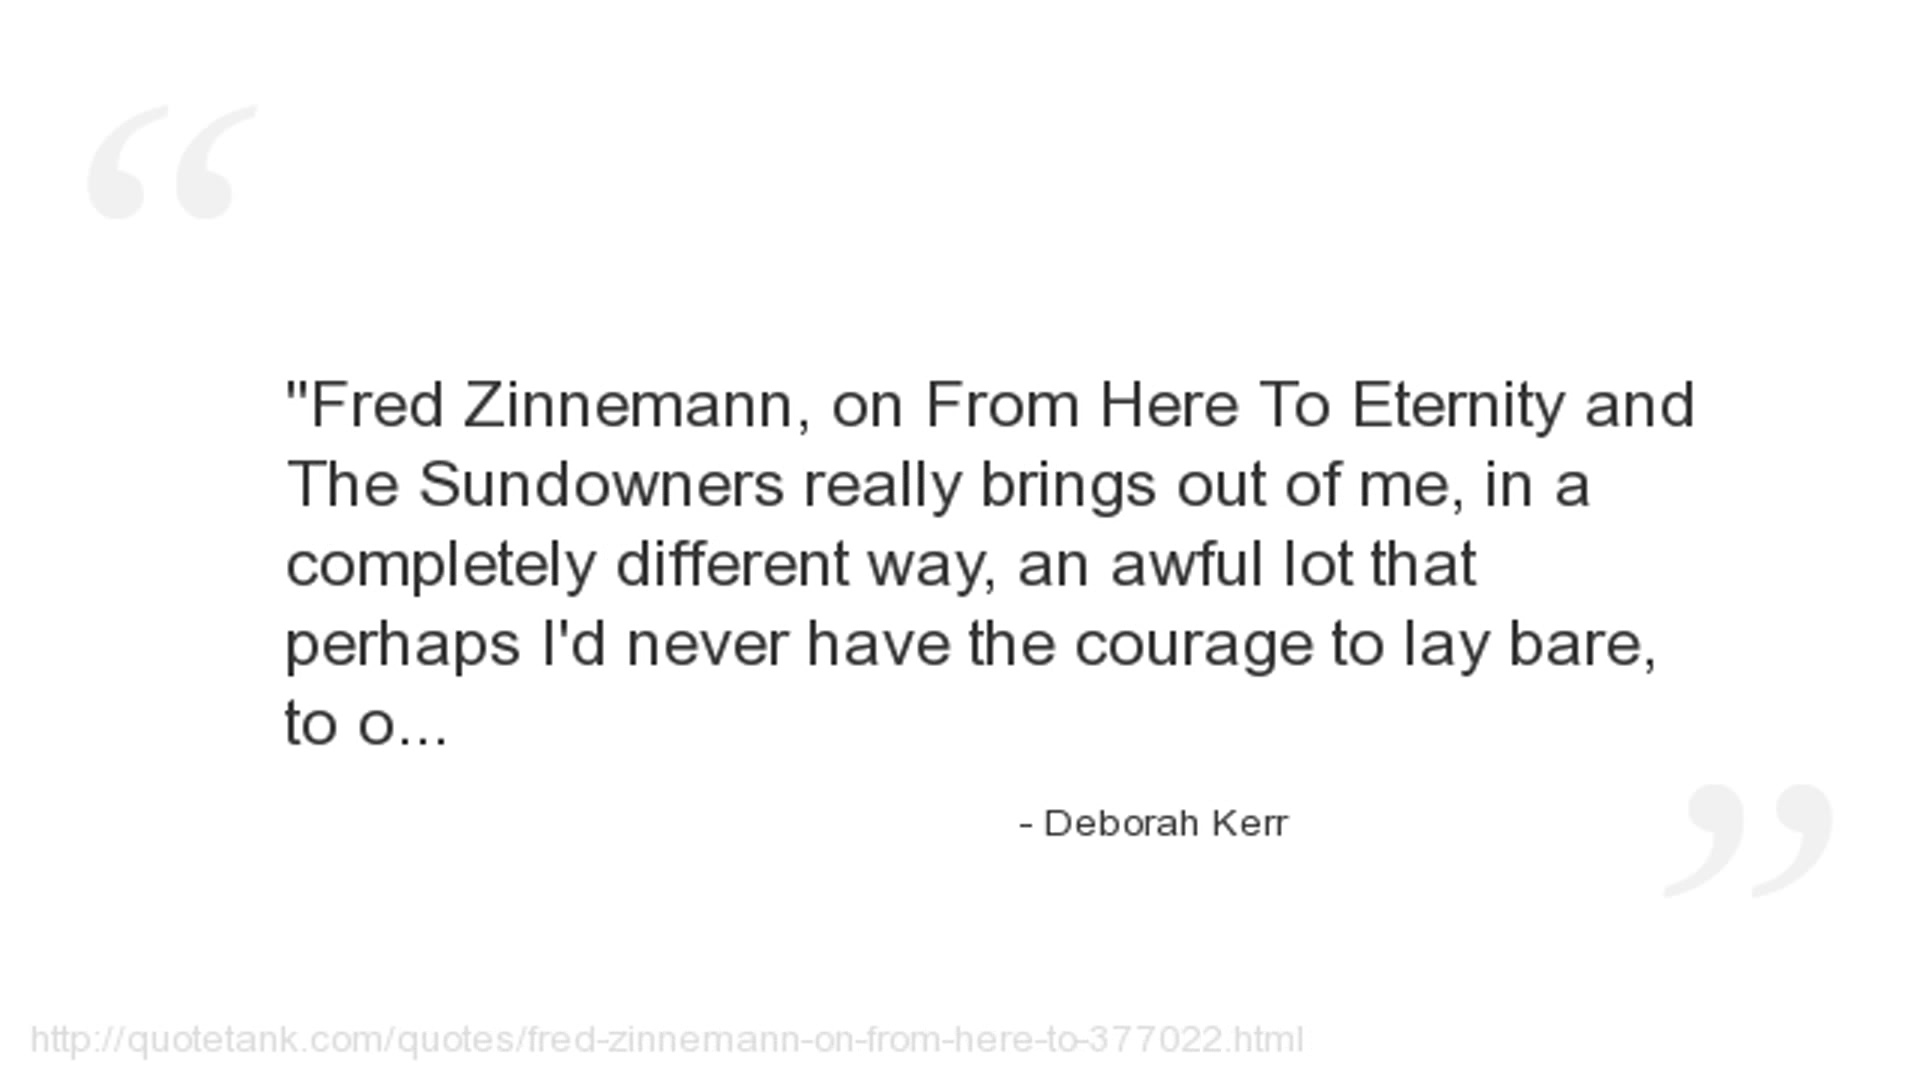 "Fred Zinnemann, on From Here To Eternity and
The Sundowners really brings out of me, in a
completely different way, an awful lot that
perhaps I'd never have the courage to lay bare,
to o...
- Deborah Kerr
http://quotetank.com/quotes/fred-zinnemann-on-from-here-to-377022.html